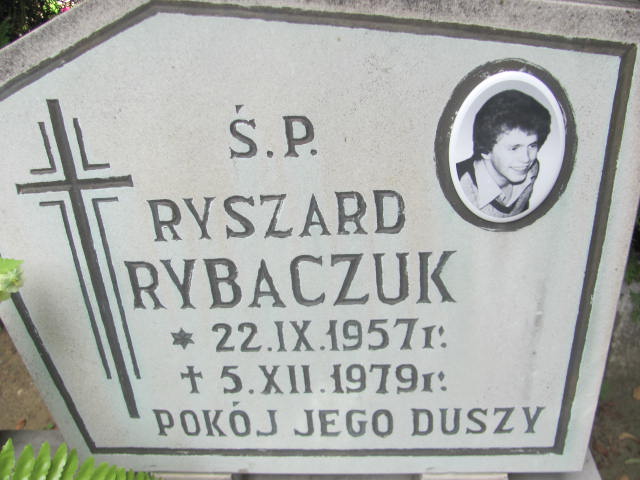 Ś.P.
RYSZARD
RYBACZUK
* 22.IX.1957r.
† 5.XII.1979r.
POKÓJ JEGO DUSZY